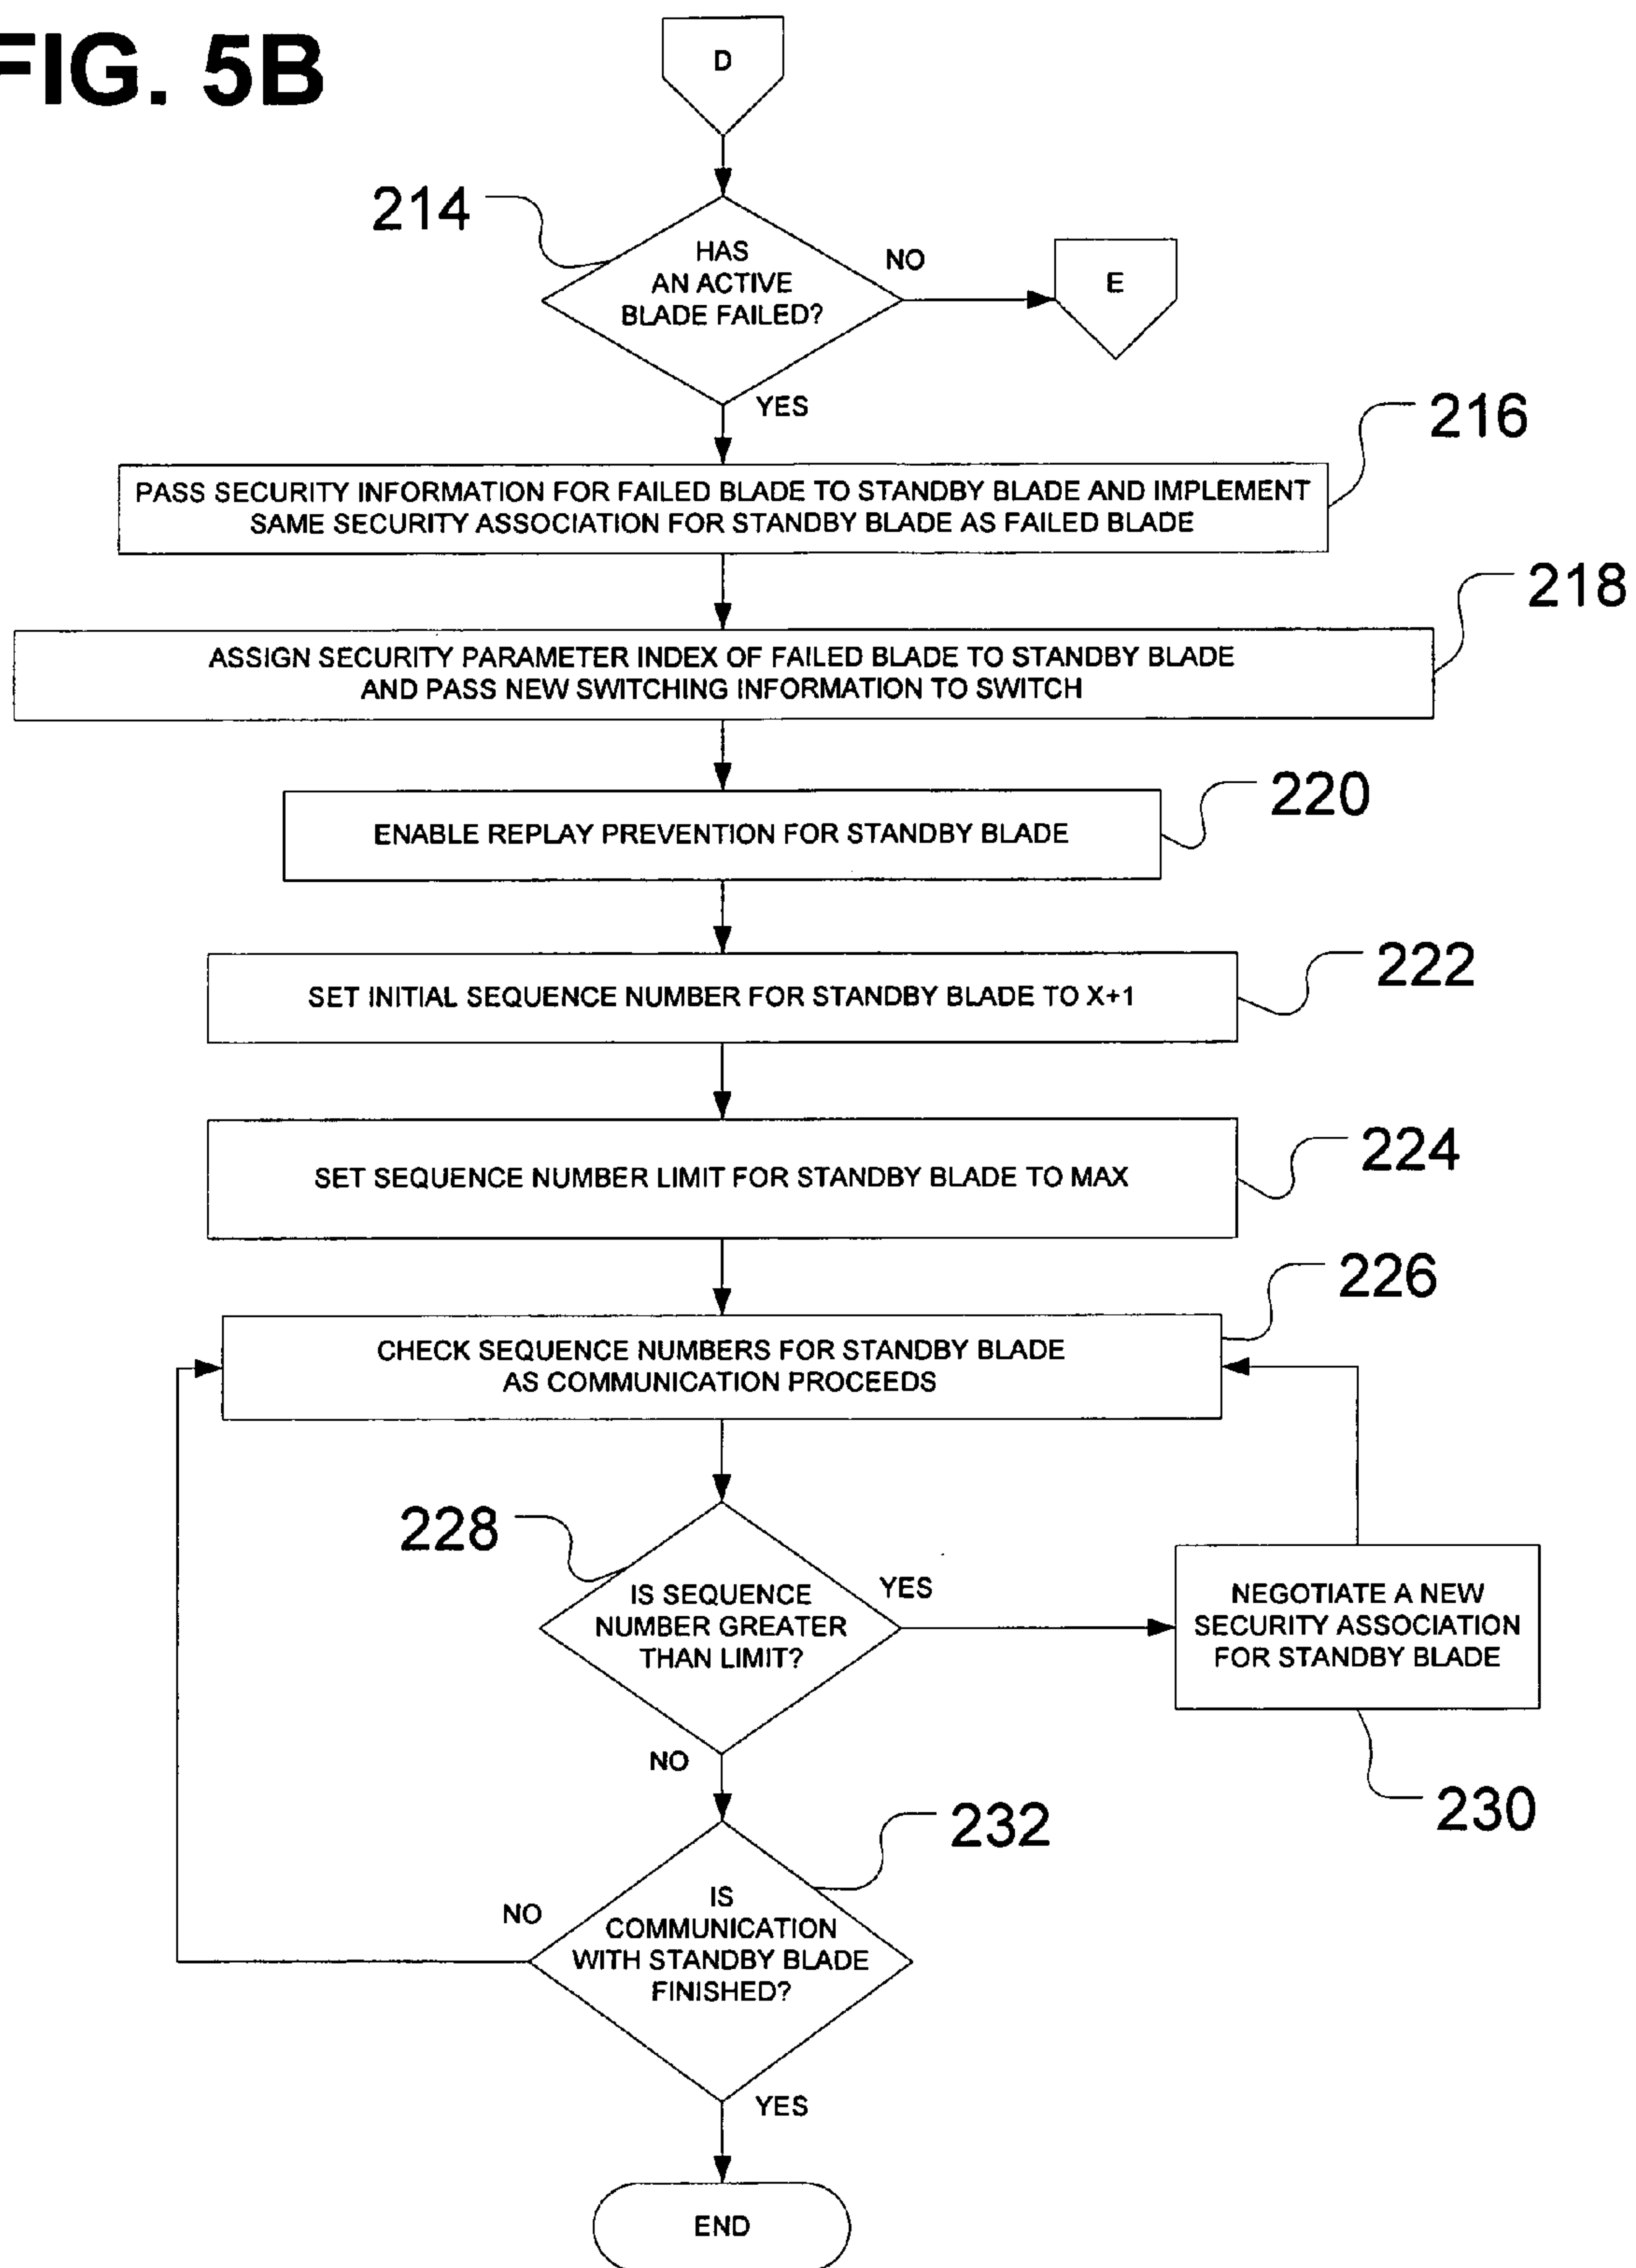 FIG. 5B
D
214
HAS
AN ACTIVE
BLADE FAILED?
NO
E
YES
216
PASS SECURITY INFORMATION FOR FAILED BLADE TO STANDBY BLADE AND IMPLEMENT
SAME SECURITY ASSOCIATION FOR STANDBY BLADE AS FAILED BLADE
218
ASSIGN SECURITY PARAMETER INDEX OF FAILED BLADE TO STANDBY BLADE
AND PASS NEW SWITCHING INFORMATION TO SWITCH
220
ENABLE REPLAY PREVENTION FOR STANDBY BLADE
222
SET INITIAL SEQUENCE NUMBER FOR STANDBY BLADE TO X+1
224
SET SEQUENCE NUMBER LIMIT FOR STANDBY BLADE TO MAX
226
CHECK SEQUENCE NUMBERS FOR STANDBY BLADE
AS COMMUNICATION PROCEEDS
228
IS SEQUENCE
NUMBER GREATER
THAN LIMIT?
YES
NEGOTIATE A NEW
SECURITY ASSOCIATION
FOR STANDBY BLADE
NO
230
232
IS
COMMUNICATION
WITH STANDBY BLADE
FINISHED?
NO
YES
END